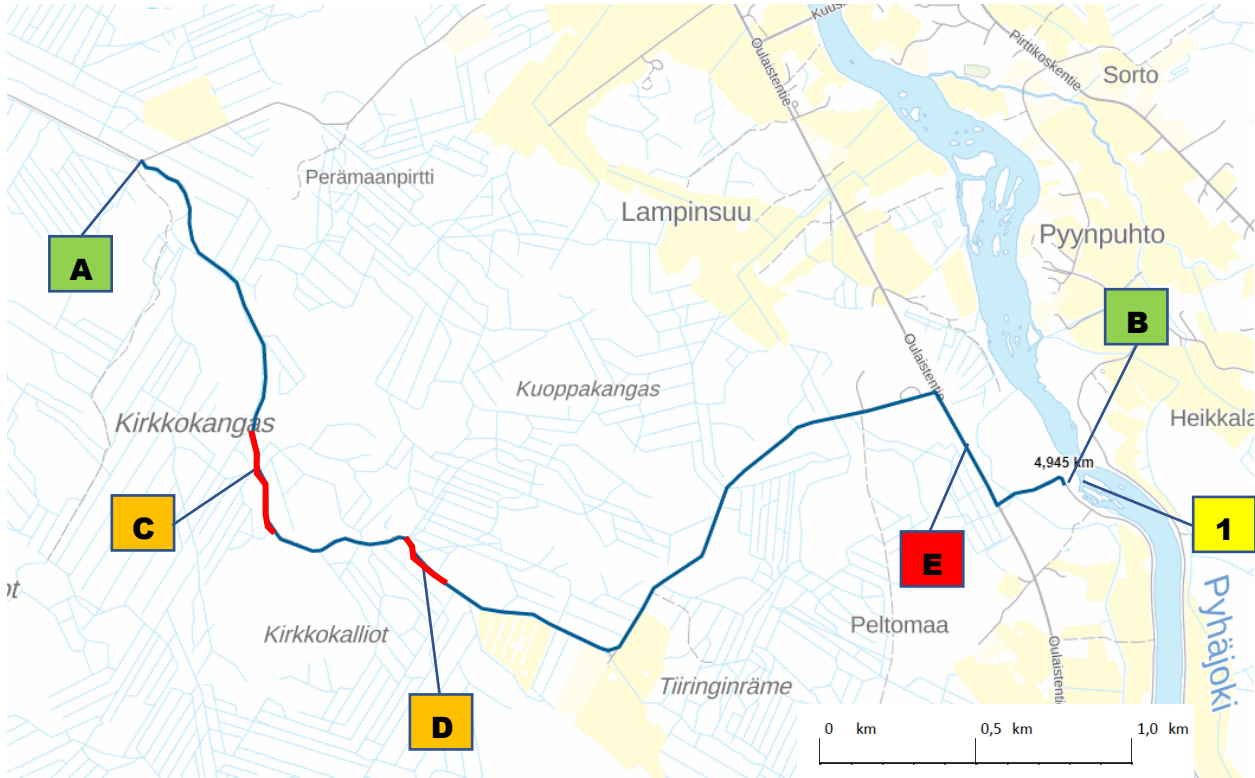 Oulaistentie
Pirttikoskentie
Sorto
Perämaanpirtti
Lampinsuu
Pyynpuhto
A
B
Oulaistentie
Kuoppakangas
Kirkkokangas
Heikkala
4,945 km
C
1
E
Kirkkokalliot
Peltomaa
Pyhäjoki
Oulaistentie
Tiiringinräme
D
0 km 0,5 km 1,0 km